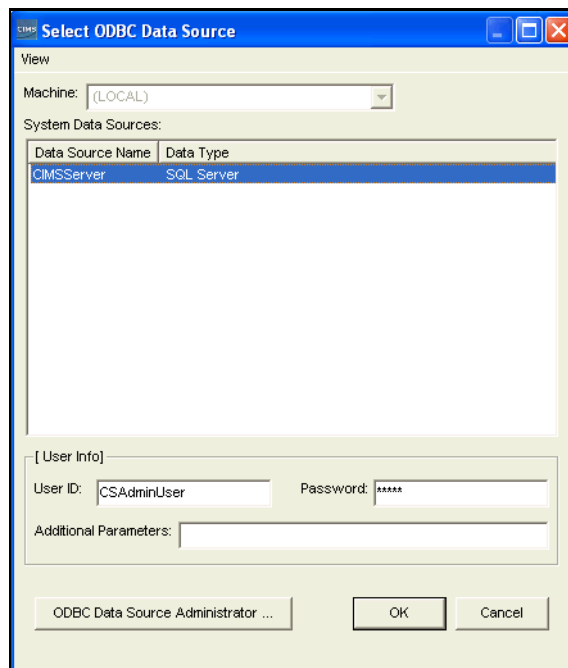 CIMS Select ODBC Data Source
View
Machine: (LOCAL)
System Data Sources:
Data Source Name Data Type
CIMSServer SQL Server
[ User Info]
User ID: CSAdminUser Password: *****
Additional Parameters:
ODBC Data Source Administrator ... OK Cancel